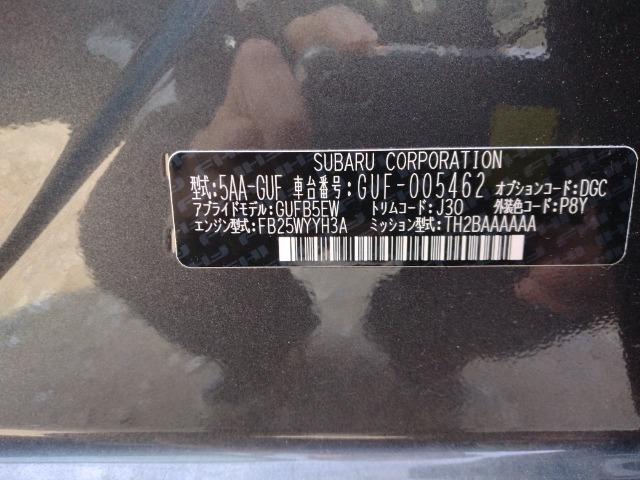 SUBARU CORPORATION
型式:5AA-GUF 車台番号:GUF-005462 オプションコード:DGC
アプライドモデル:GUFB5EW トリムコード:J30 外装色コード:P8Y
エンジン型式:FB25WYYH3A ミッション型式:TH2BAAAAAA